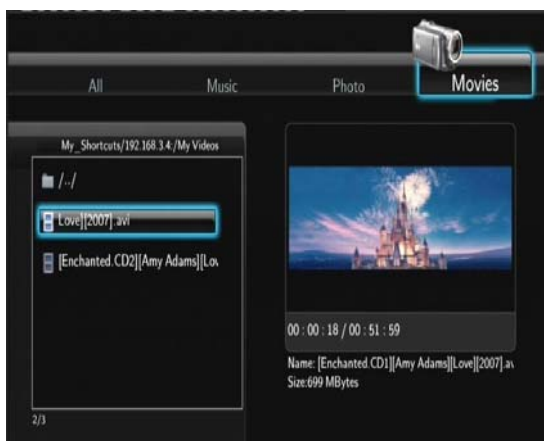 All
Music
Photo
Movies
My_Shortcuts/192.168.3.4:/My Videos
/../
Love][2007].avi
[Enchanted.CD2][Amy Adams][Lov
2/3
00 : 00 : 18 / 00 : 51 : 59
Name: [Enchanted.CD1][Amy Adams][Love][2007].av
Size:699 MBytes